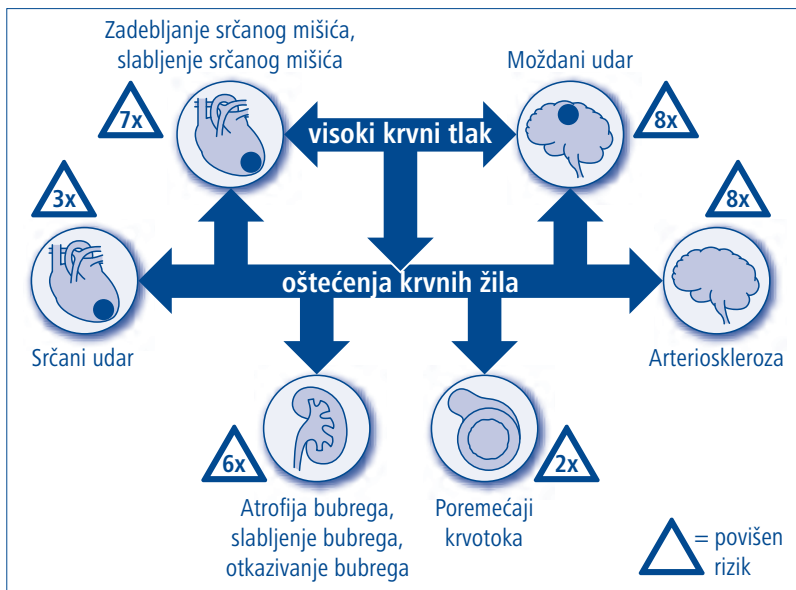 Zadebljanje srčanog mišića,
slabljenje srčanog mišića
Moždani udar
7x
visoki krvni tlak
8x
3x
8x
oštećenja krvnih žila
Srčani udar
Arterioskleroza
6x
2x
Atrofija bubrega,
slabljenje bubrega,
otkazivanje bubrega
Poremećaji
krvotoka
= povišen
rizik